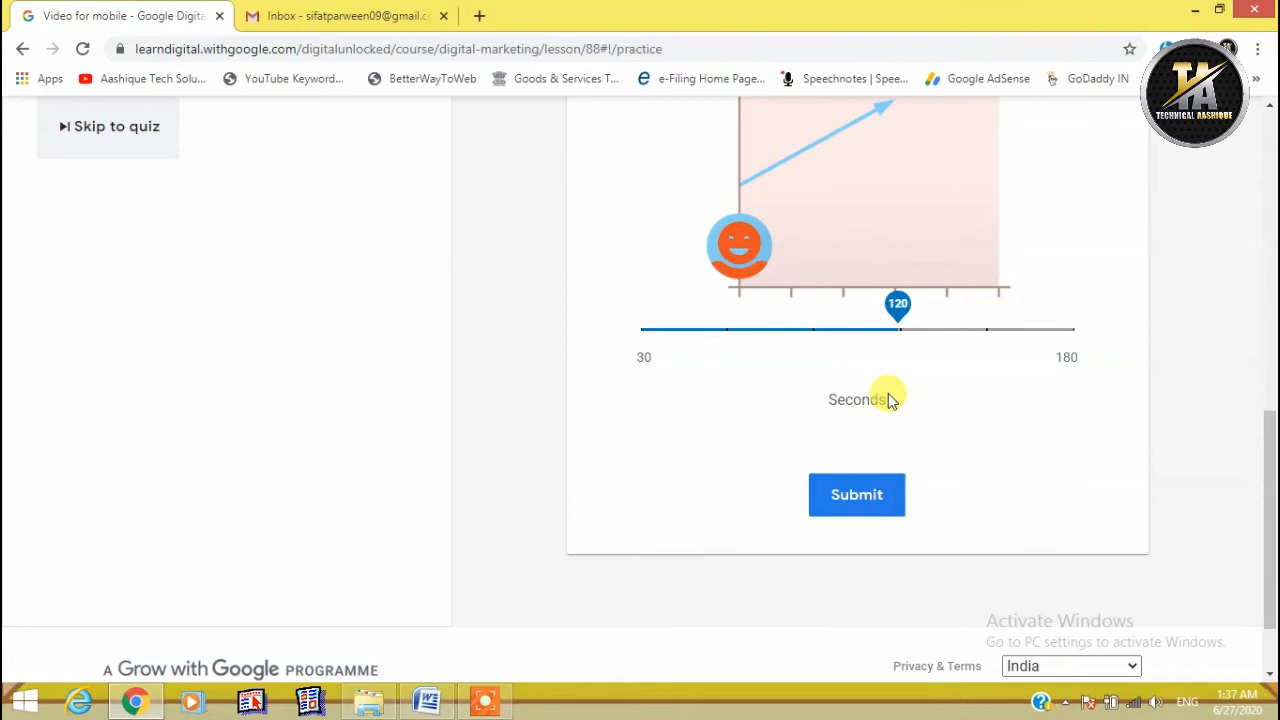 Video for mobile - Google Digita
Inbox - sifatparween09@gmail.co
learndigital.withgoogle.com/digitalunlocked/course/digital-marketing/lesson/88#!/practice
Apps
Aashique Tech Solu...
YouTube Keyword...
BetterWayToWeb
Goods & Services T...
e-Filing Home Page...
Speechnotes | Spee...
Google AdSense
GoDaddy IN
»
TA
TECHNICAL AASHIQUE
Skip to quiz
120
30
180
Seconds
Submit
Activate Windows
Go to PC settings to activate Windows.
A Grow with Google PROGRAMME
Privacy & Terms
India
ENG
1:37 AM
6/27/2020